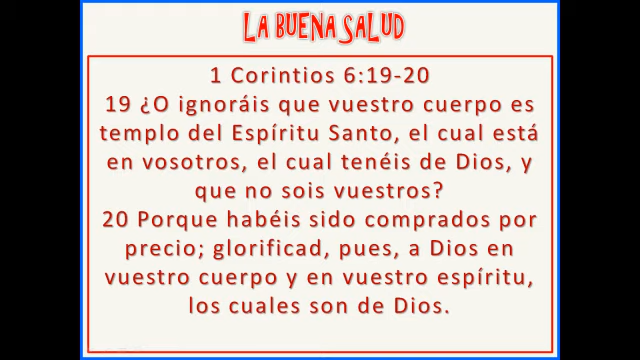 LA BUENA SALUD
1 Corintios 6:19-20
19 ¿O ignoráis que vuestro cuerpo es
templo del Espíritu Santo, el cual está
en vosotros, el cual tenéis de Dios, y
que no sois vuestros?
20 Porque habéis sido comprados por
precio; glorificad, pues, a Dios en
vuestro cuerpo y en vuestro espíritu,
los cuales son de Dios.